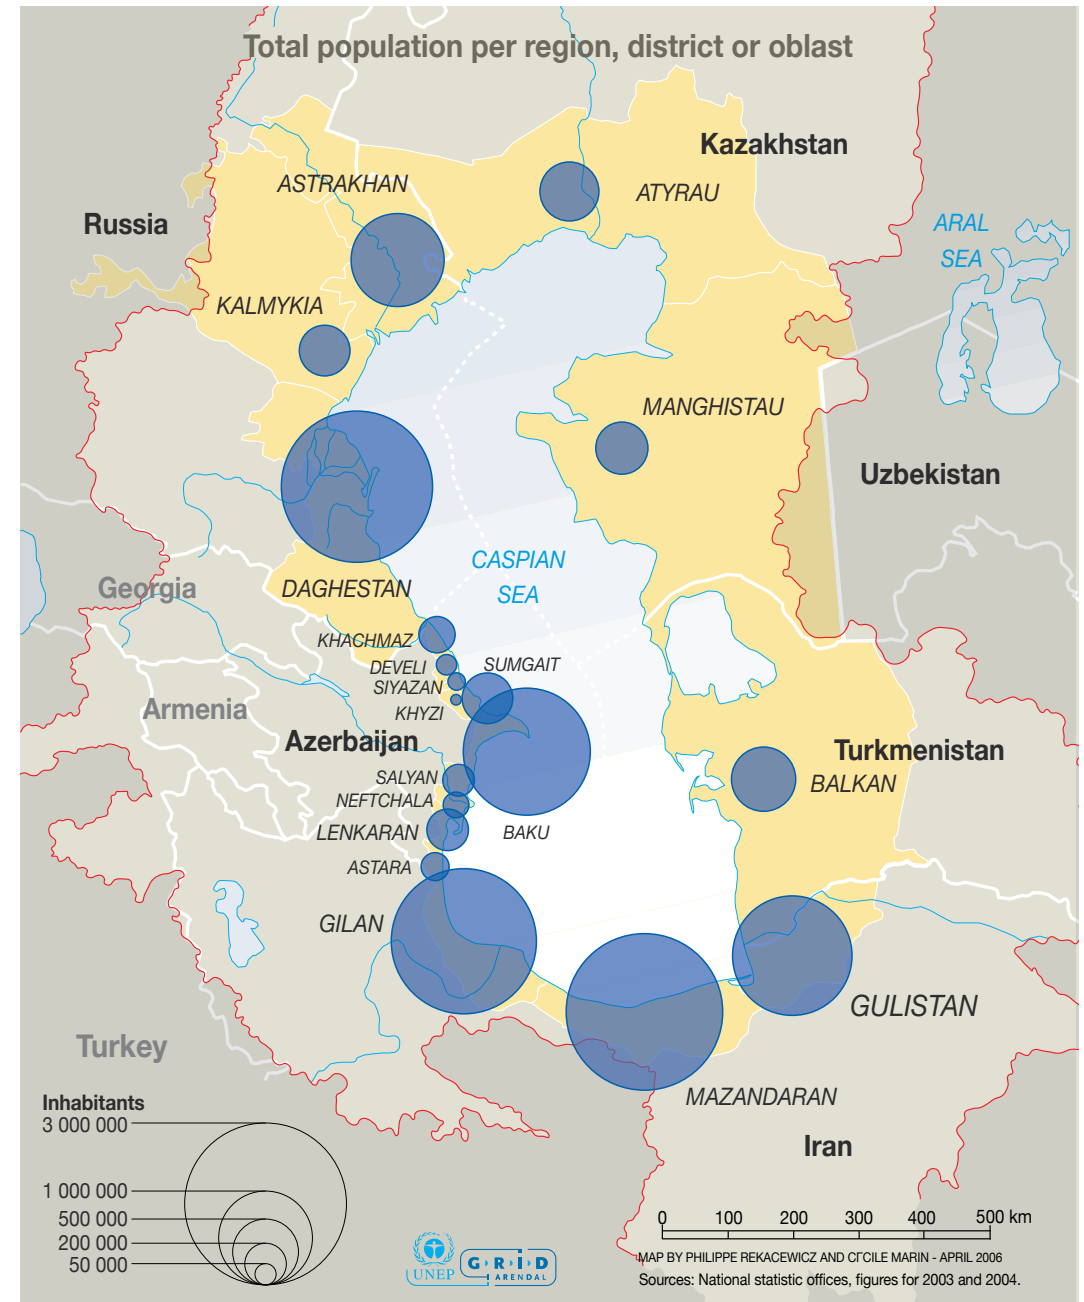 Total population per region, district or oblast
Kazakhstan
ASTRAKHAN
ATYRAU
Russia
ARAL
SEA
KALMYKIA
MANGHISTAU
Uzbekistan
CASPIAN
SEA
Georgia
DAGHESTAN
KHACHMAZ
DEVELI
SUMGAIT
SIYAZAN
KHYZI
Armenia
Azerbaijan
Turkmenistan
SALYAN
BALKAN
NEFTCHALA
LENKARAN
BAKU
ASTARA
GILAN
GULISTAN
Turkey
MAZANDARAN
Iran
Inhabitants
3 000 000
1 000 000
500 000
200 000
50 000
0 100 200 300 400 500 km
UNEP
G·R·I·D
ARENDAL
MAP BY PHILIPPE REKACEWICZ AND CГCILE MARIN - APRIL 2006
Sources: National statistic offices, figures for 2003 and 2004.